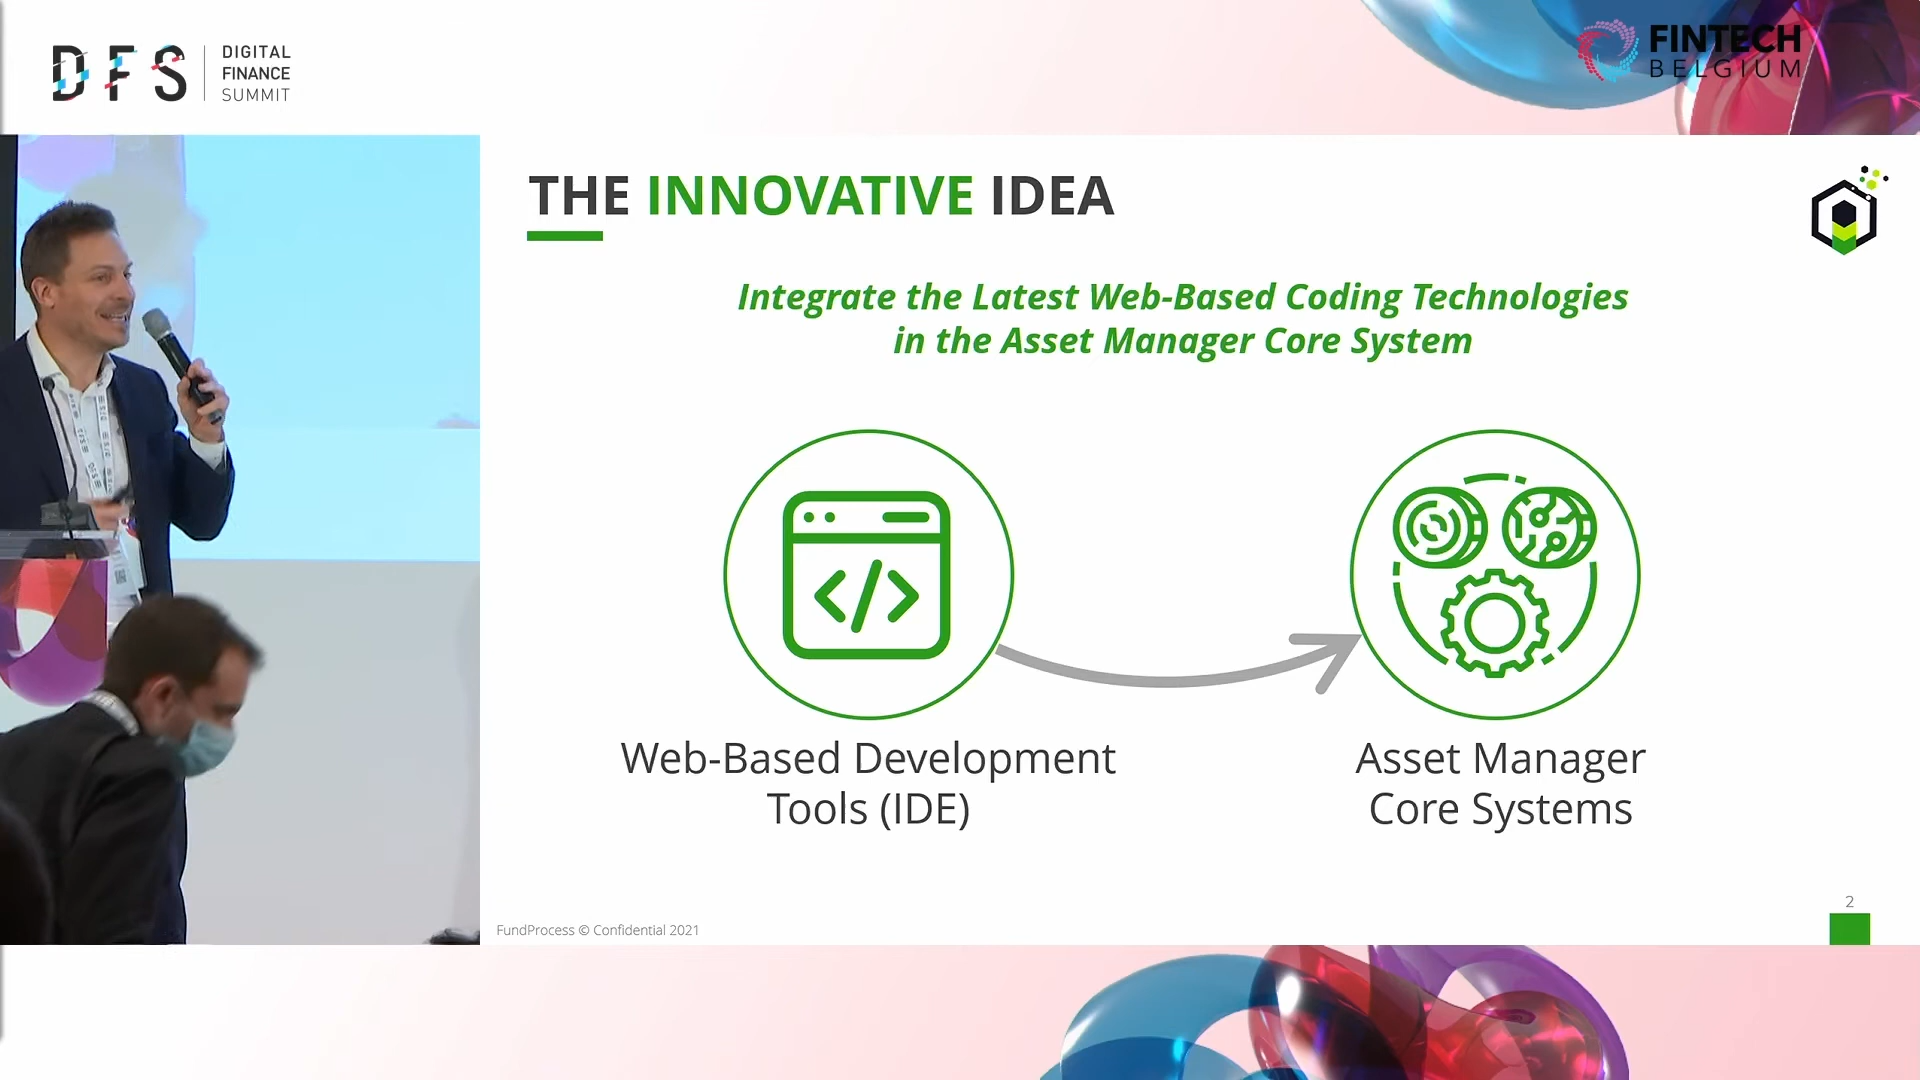 DFS
DIGITAL
FINANCE
SUMMIT
FINTECH
BELGIUM
THE INNOVATIVE IDEA
Integrate the Latest Web-Based Coding Technologies
in the Asset Manager Core System
</>
Web-Based Development
Tools (IDE)
Asset Manager
Core Systems
2
FundProcess © Confidential 2021